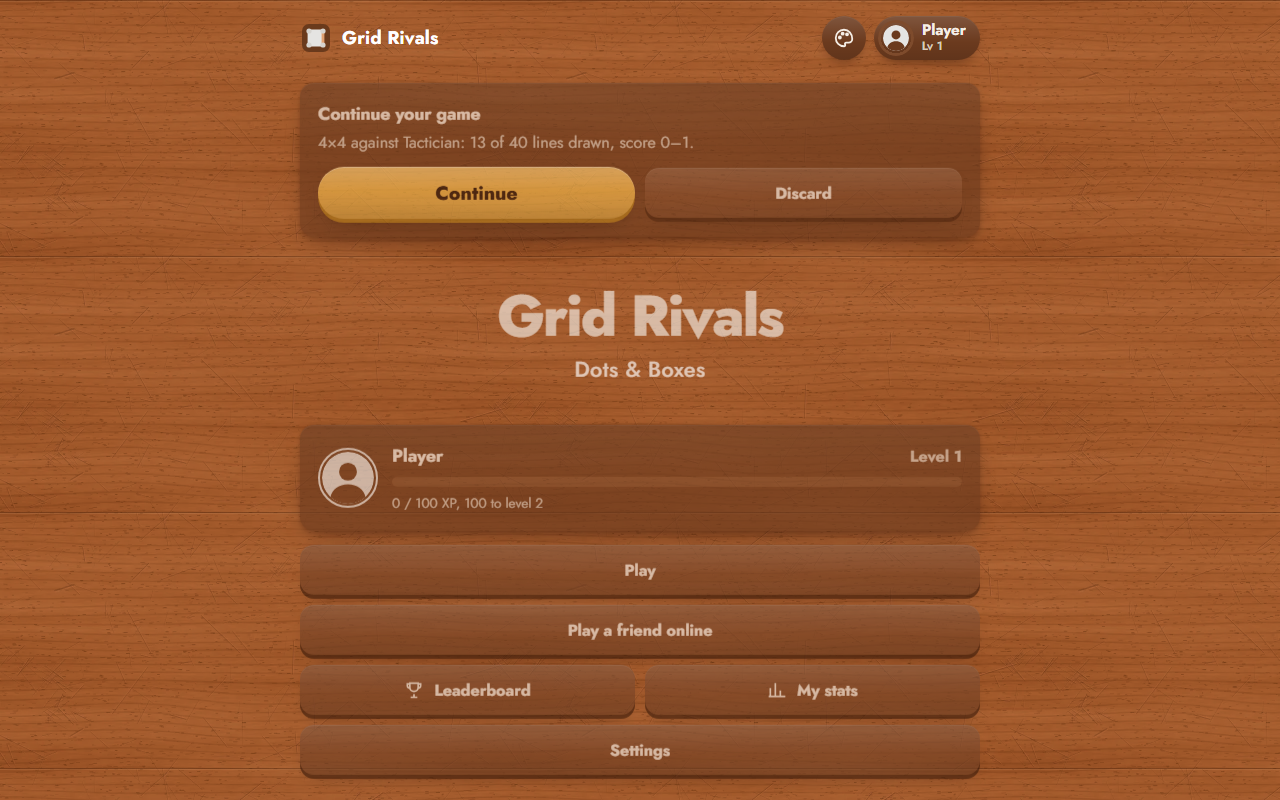 Grid Rivals
Player
Lv 1
Continue your game
4×4 against Tactician: 13 of 40 lines drawn, score 0–1.
Continue
Discard
Grid Rivals
Dots & Boxes
Player
Level 1
0 / 100 XP, 100 to level 2
Play
Play a friend online
Leaderboard
My stats
Settings